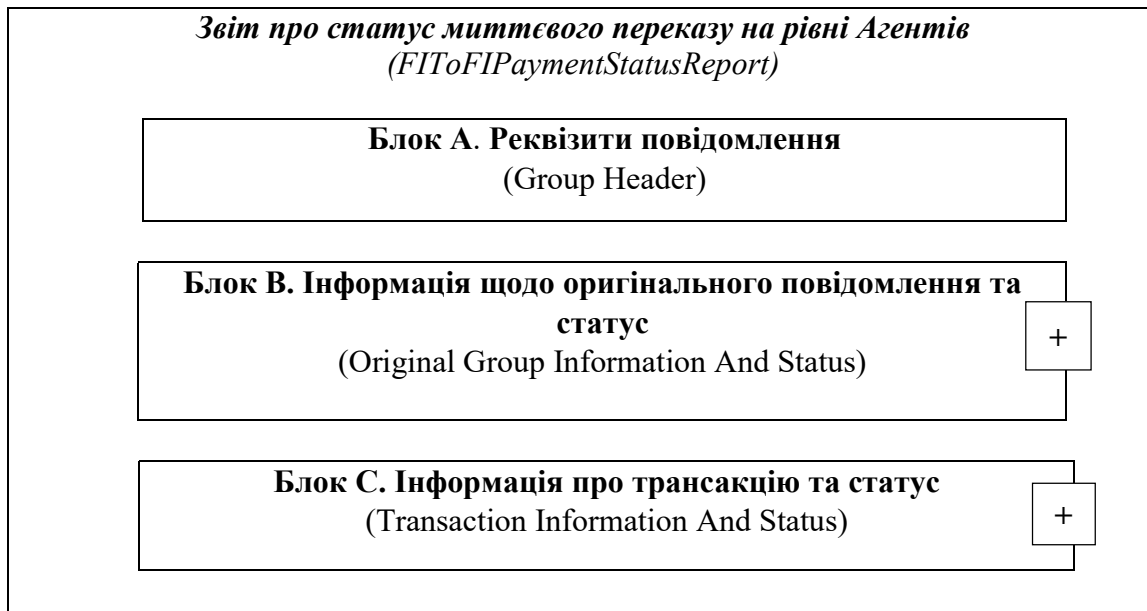 Звіт про статус миттєвого переказу на рівні Агентів
(FIToFIPaymentStatusReport)
Блок A. Реквізити повідомлення
(Group Header)
Блок B. Інформація щодо оригінального повідомлення та
статус
(Original Group Information And Status)
+
Блок C. Інформація про трансакцію та статус
(Transaction Information And Status)
+